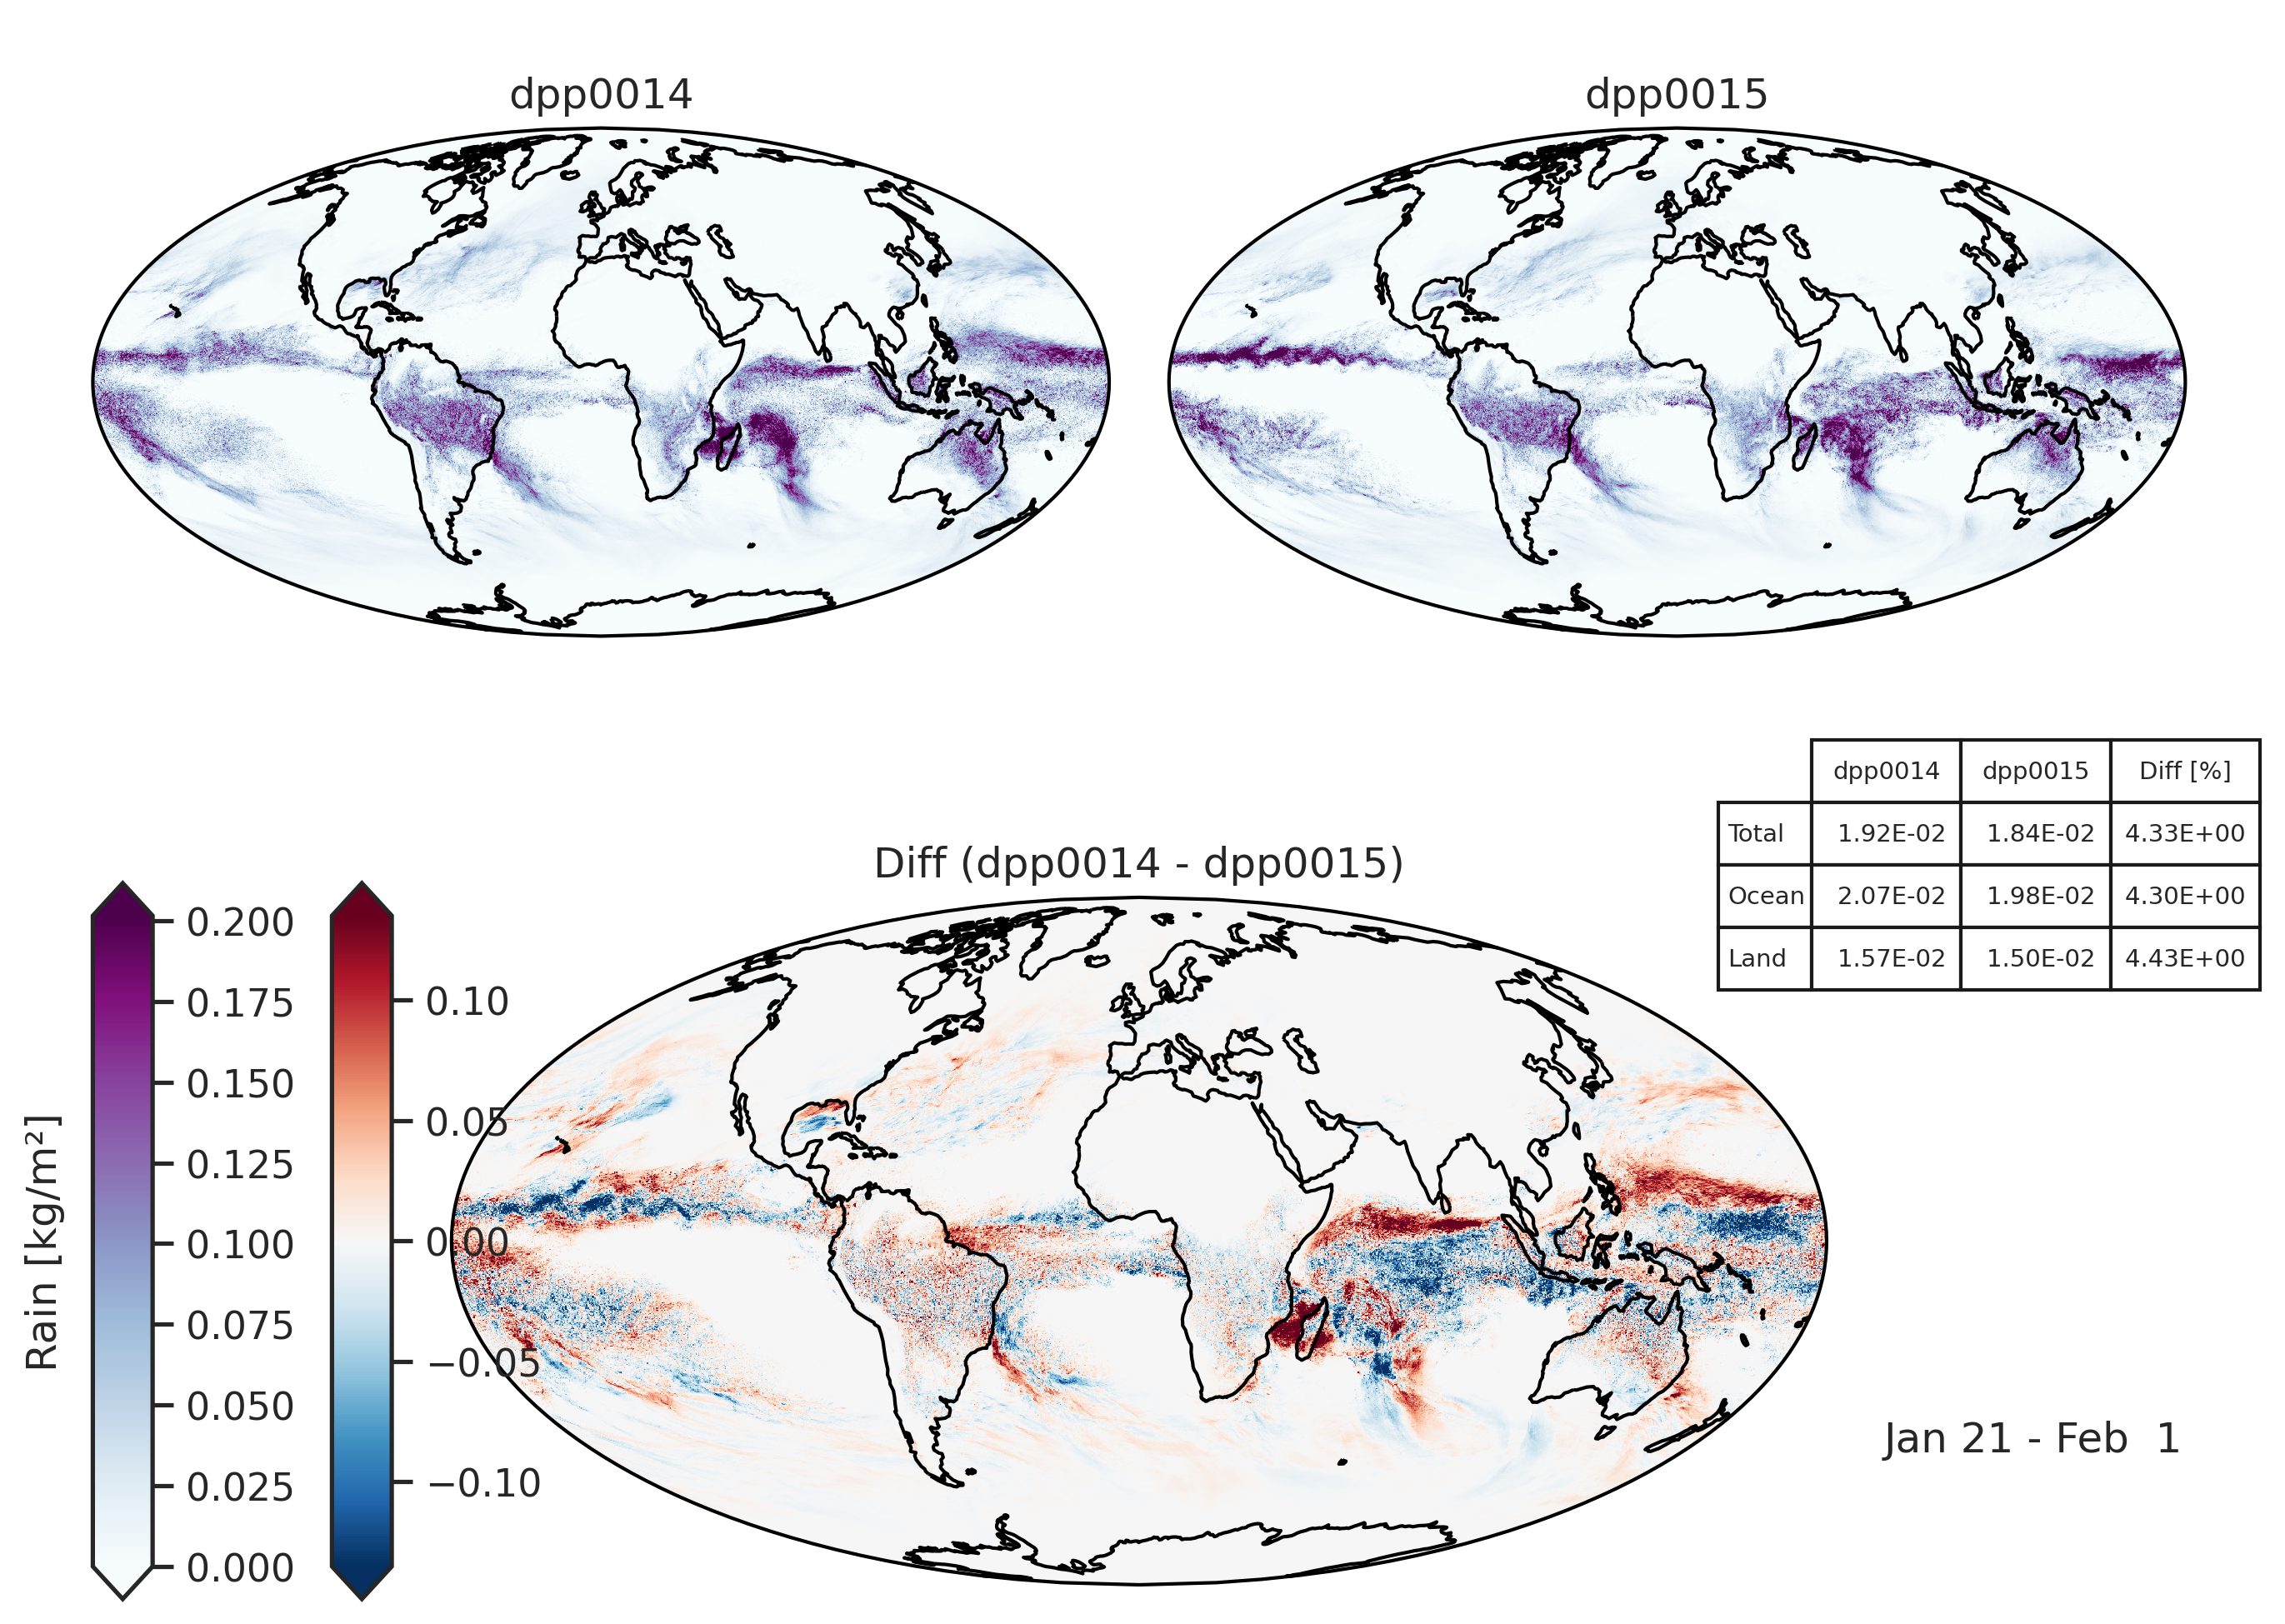 dpp0014
dpp0015
dpp0014 dpp0015 Diff [%]
Total 1.92E-02 1.84E-02 4.33E+00
Ocean 2.07E-02 1.98E-02 4.30E+00
Land 1.57E-02 1.50E-02 4.43E+00
Diff (dpp0014 - dpp0015)
Rain [kg/m²]
0.200
0.175
0.150
0.125
0.100
0.075
0.050
0.025
0.000
0.10
0.05
0.00
−0.05
−0.10
Jan 21 - Feb  1